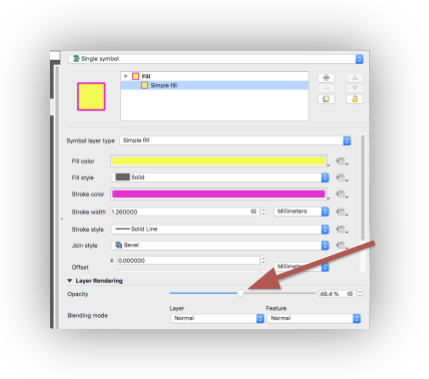 Single symbol
Fill
Simple fill
Symbol layer type Simple fill
Fill color
Fill style Solid
Stroke color
Stroke width 1.260000 Millimeters
Stroke style Solid Line
Join style Bevel
x 0.000000
Offset Millimeters
Layer Rendering
Opacity 48.4 %
Layer Feature
Blending mode Normal Normal